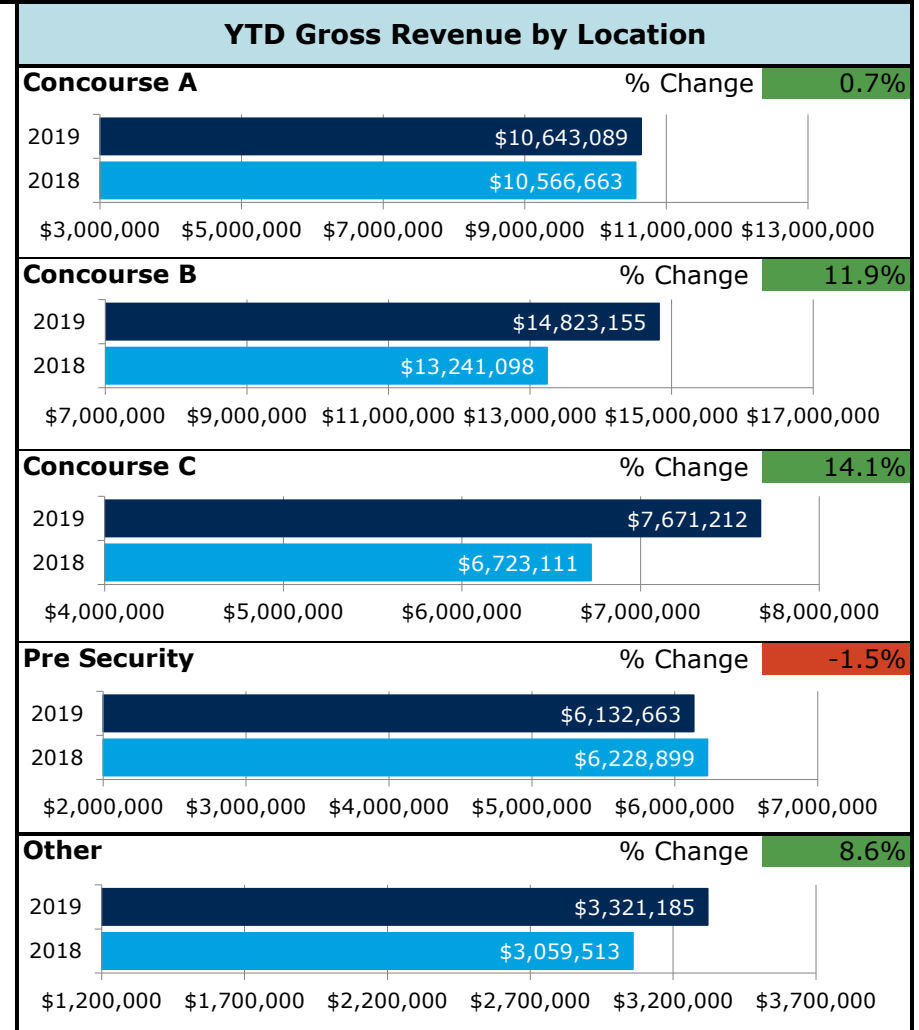 YTD Gross Revenue by Location
Concourse A % Change 0.7%
2019 $10,643,089
2018 $10,566,663
$3,000,000 $5,000,000 $7,000,000 $9,000,000 $11,000,000 $13,000,000
Concourse B % Change 11.9%
2019 $14,823,155
2018 $13,241,098
$7,000,000 $9,000,000 $11,000,000 $13,000,000 $15,000,000 $17,000,000
Concourse C % Change 14.1%
2019 $7,671,212
2018 $6,723,111
$4,000,000 $5,000,000 $6,000,000 $7,000,000 $8,000,000
Pre Security % Change -1.5%
2019 $6,132,663
2018 $6,228,899
$2,000,000 $3,000,000 $4,000,000 $5,000,000 $6,000,000 $7,000,000
Other % Change 8.6%
2019 $3,321,185
2018 $3,059,513
$1,200,000 $1,700,000 $2,200,000 $2,700,000 $3,200,000 $3,700,000